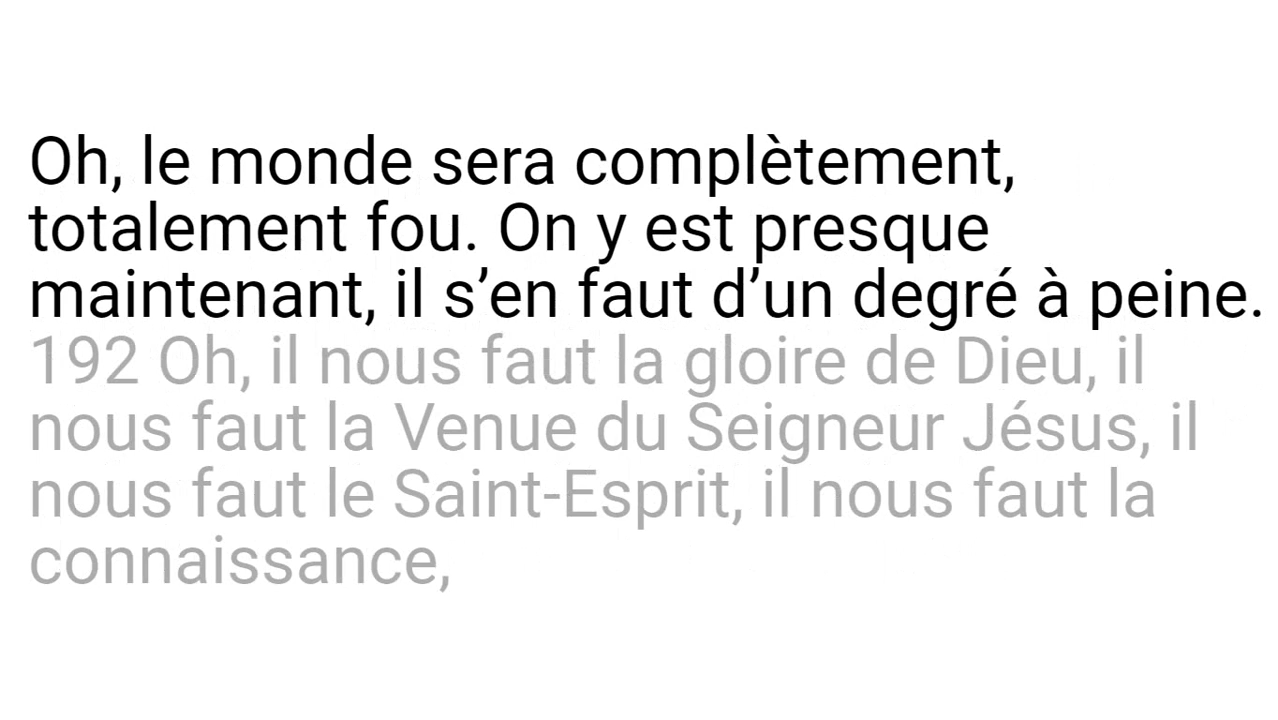 Oh, le monde sera complètement,
totalement fou. On y est presque
maintenant, il s’en faut d’un degré à peine.
192 Oh, il nous faut la gloire de Dieu, il
nous faut la Venue du Seigneur Jésus, il
nous faut le Saint-Esprit, il nous faut la
connaissance,